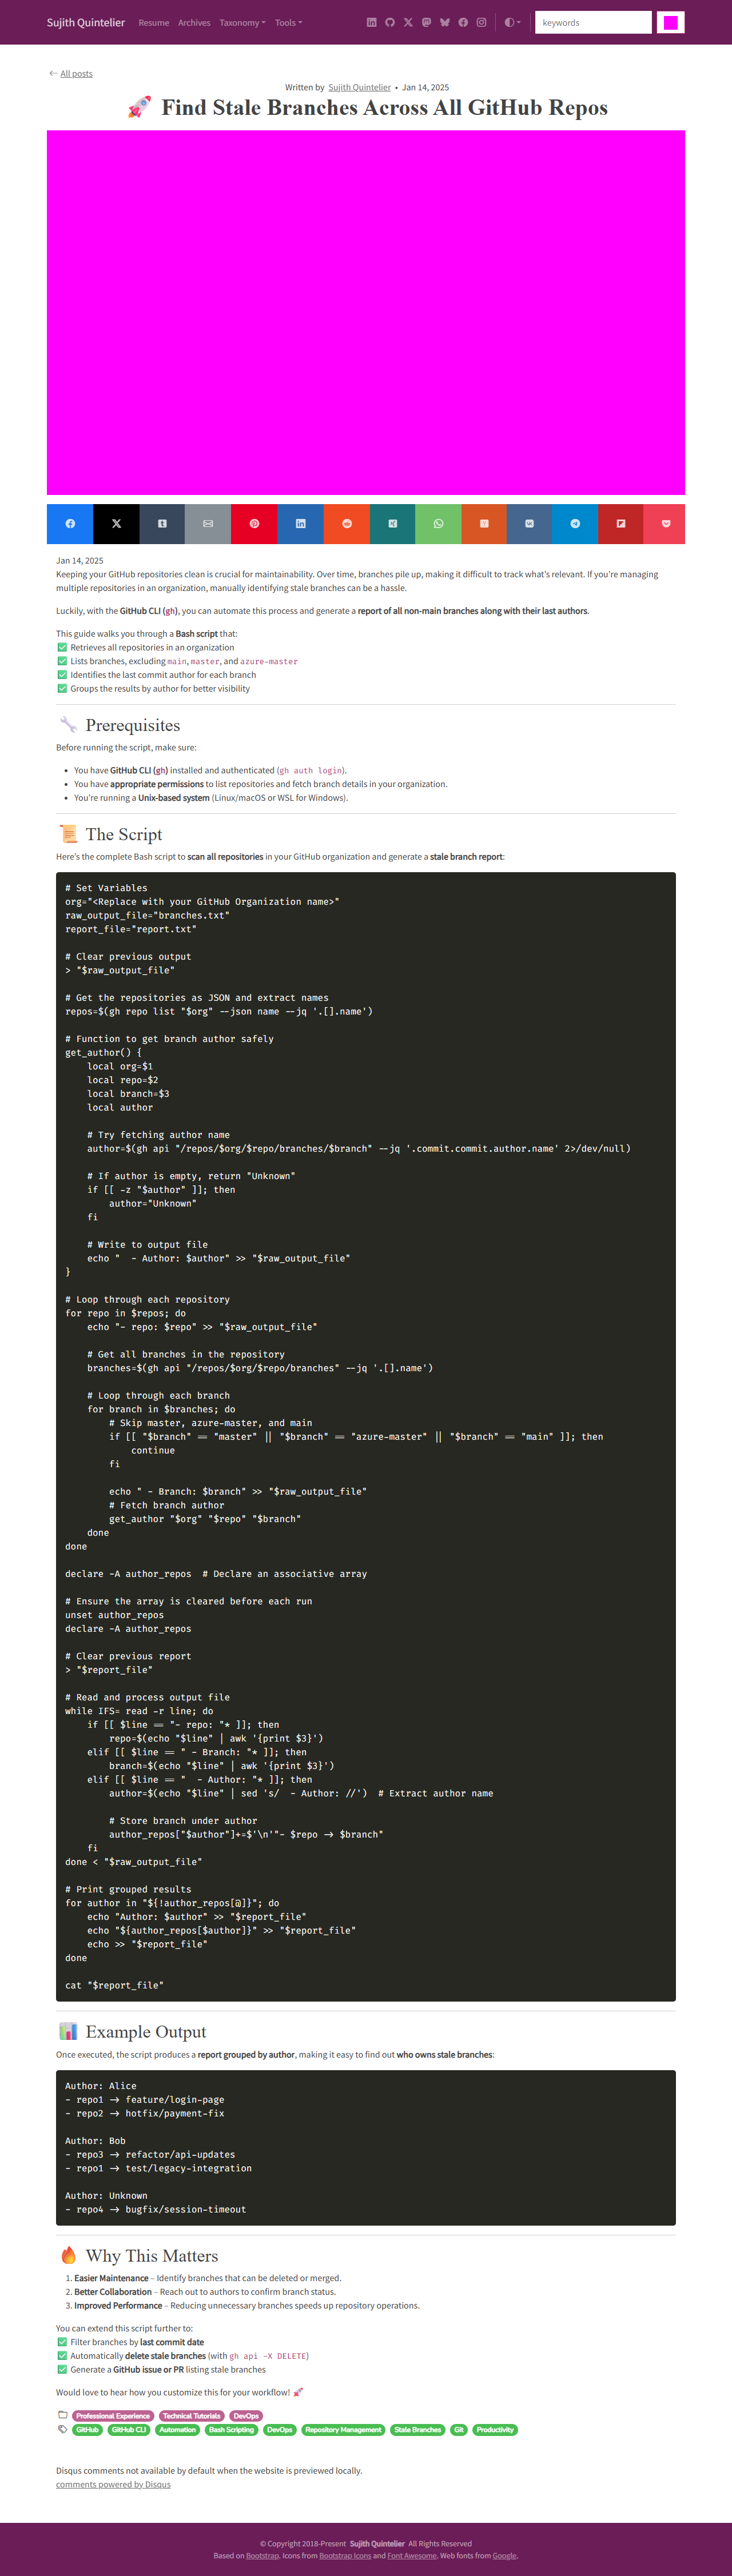 Sujith Quintelier Resume Archives Taxonomy Tools keywords
← All posts
Written by Sujith Quintelier • Jan 14, 2025
🚀 Find Stale Branches Across All GitHub Repos
Jan 14, 2025
Keeping your GitHub repositories clean is crucial for maintainability. Over time, branches pile up, making it difficult to track what's relevant. If you're managing
multiple repositories in an organization, manually identifying stale branches can be a hassle.
Luckily, with the GitHub CLI (gh), you can automate this process and generate a report of all non-main branches along with their last authors.
This guide walks you through a Bash script that:
✅ Retrieves all repositories in an organization
✅ Lists branches, excluding main, master, and azure-master
✅ Identifies the last commit author for each branch
✅ Groups the results by author for better visibility
🔧 Prerequisites
Before running the script, make sure:
• You have GitHub CLI (gh) installed and authenticated (gh auth login).
• You have appropriate permissions to list repositories and fetch branch details in your organization.
• You're running a Unix-based system (Linux/macOS or WSL for Windows).
📜 The Script
Here's the complete Bash script to scan all repositories in your GitHub organization and generate a stale branch report:
# Set Variables
org="<Replace with your GitHub Organization name>"
raw_output_file="branches.txt"
report_file="report.txt"
# Clear previous output
> "$raw_output_file"
# Get the repositories as JSON and extract names
repos=$(gh repo list "$org" --json name --jq '.[].name')
# Function to get branch author safely
get_author() {
    local org=$1
    local repo=$2
    local branch=$3
    local author
    # Try fetching author name
    author=$(gh api "/repos/$org/$repo/branches/$branch" --jq '.commit.commit.author.name' 2>/dev/null)
    # If author is empty, return "Unknown"
    if [[ -z "$author" ]]; then
        author="Unknown"
    fi
    # Write to output file
    echo "  - Author: $author" >> "$raw_output_file"
}
# Loop through each repository
for repo in $repos; do
    echo "- repo: $repo" >> "$raw_output_file"
    # Get all branches in the repository
    branches=$(gh api "/repos/$org/$repo/branches" --jq '.[].name')
    # Loop through each branch
    for branch in $branches; do
        # Skip master, azure-master, and main
        if [[ "$branch" == "master" || "$branch" == "azure-master" || "$branch" == "main" ]]; then
            continue
        fi
        echo " - Branch: $branch" >> "$raw_output_file"
        # Fetch branch author
        get_author "$org" "$repo" "$branch"
    done
done
declare -A author_repos  # Declare an associative array
# Ensure the array is cleared before each run
unset author_repos
declare -A author_repos
# Clear previous report
> "$report_file"
# Read and process output file
while IFS= read -r line; do
    if [[ $line == "- repo: "* ]]; then
        repo=$(echo "$line" | awk '{print $3}')
    elif [[ $line == " - Branch: "* ]]; then
        branch=$(echo "$line" | awk '{print $3}')
    elif [[ $line == "  - Author: "* ]]; then
        author=$(echo "$line" | sed 's/  - Author: //')  # Extract author name
        # Store branch under author
        author_repos["$author"]+=$'\n'"- $repo -> $branch"
    fi
done < "$raw_output_file"
# Print grouped results
for author in "${!author_repos[@]}"; do
    echo "Author: $author" >> "$report_file"
    echo "${author_repos[$author]}" >> "$report_file"
    echo >> "$report_file"
done
cat "$report_file"
📊 Example Output
Once executed, the script produces a report grouped by author, making it easy to find out who owns stale branches:
Author: Alice
- repo1 -> feature/login-page
- repo2 -> hotfix/payment-fix
Author: Bob
- repo3 -> refactor/api-updates
- repo1 -> test/legacy-integration
Author: Unknown
- repo4 -> bugfix/session-timeout
🔥 Why This Matters
1. Easier Maintenance – Identify branches that can be deleted or merged.
2. Better Collaboration – Reach out to authors to confirm branch status.
3. Improved Performance – Reducing unnecessary branches speeds up repository operations.
You can extend this script further to:
✅ Filter branches by last commit date
✅ Automatically delete stale branches (with gh api -X DELETE)
✅ Generate a GitHub issue or PR listing stale branches
Would love to hear how you customize this for your workflow! 🚀
Professional Experience Technical Tutorials DevOps
GitHub GitHub CLI Automation Bash Scripting DevOps Repository Management Stale Branches Git Productivity
Disqus comments not available by default when the website is previewed locally.
comments powered by Disqus
© Copyright 2018-Present Sujith Quintelier All Rights Reserved
Based on Bootstrap. Icons from Bootstrap Icons and Font Awesome. Web fonts from Google.